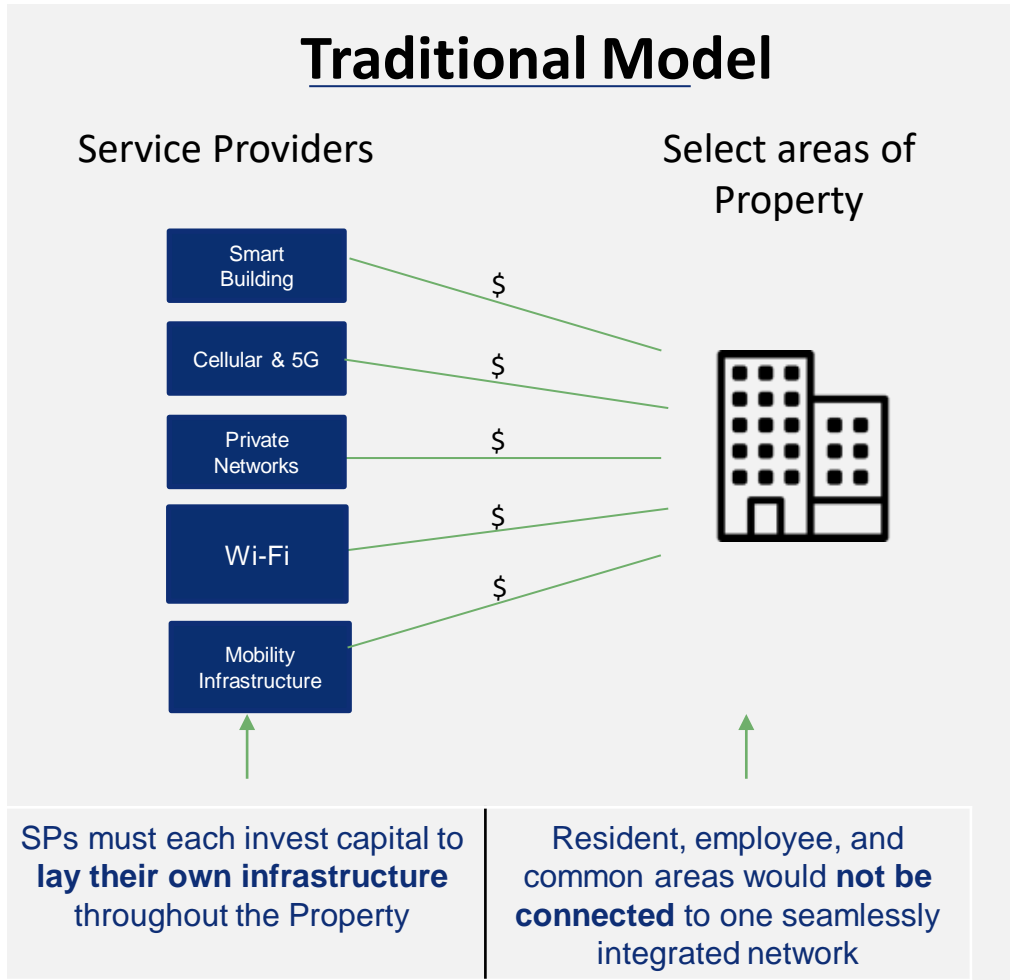 Traditional Model
Service Providers
Select areas of
Property
Smart
Building
$
Cellular & 5G
$
Private
Networks
$
Wi-Fi
$
Mobility
Infrastructure
$
SPs must each invest capital to
lay their own infrastructure
throughout the Property
Resident, employee, and
common areas would not be
connected to one seamlessly
integrated network